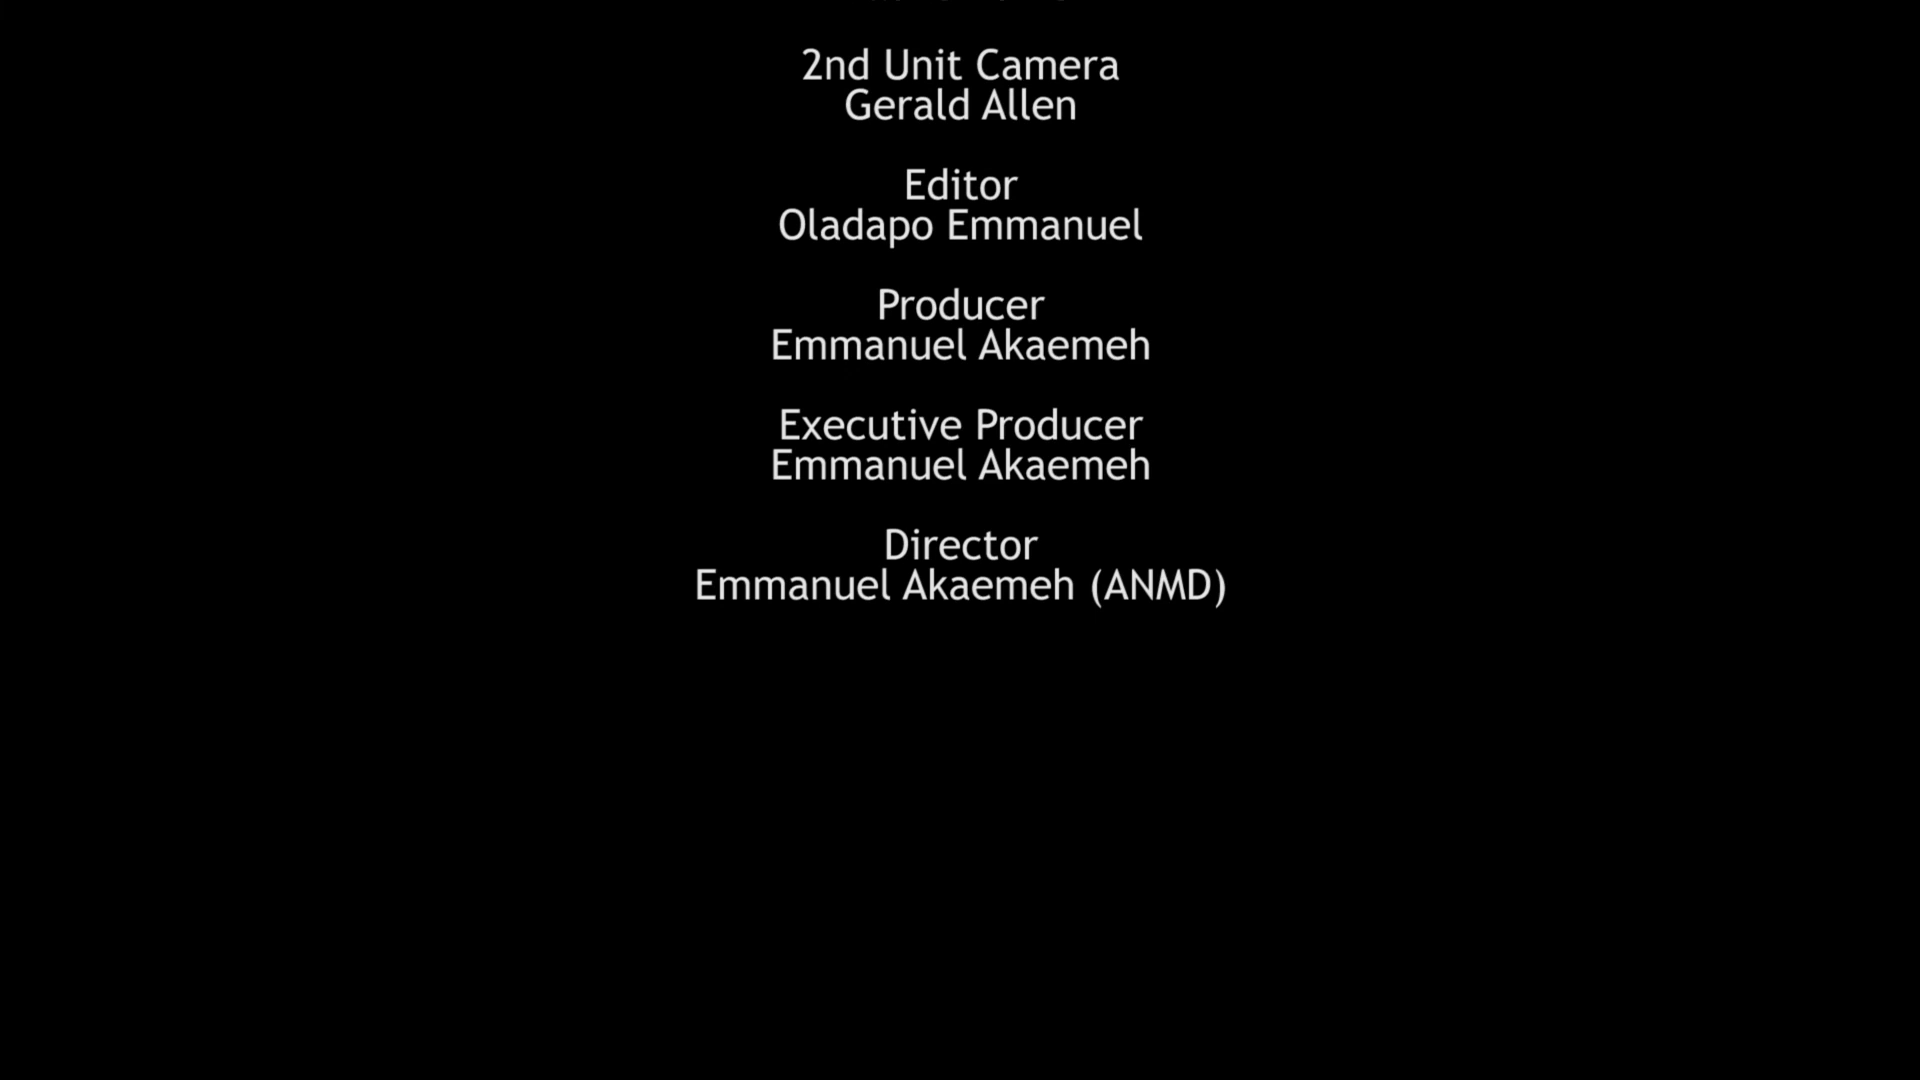 2nd Unit Camera
Gerald Allen
Editor
Oladapo Emmanuel
Producer
Emmanuel Akaemeh
Executive Producer
Emmanuel Akaemeh
Director
Emmanuel Akaemeh (ANMD)